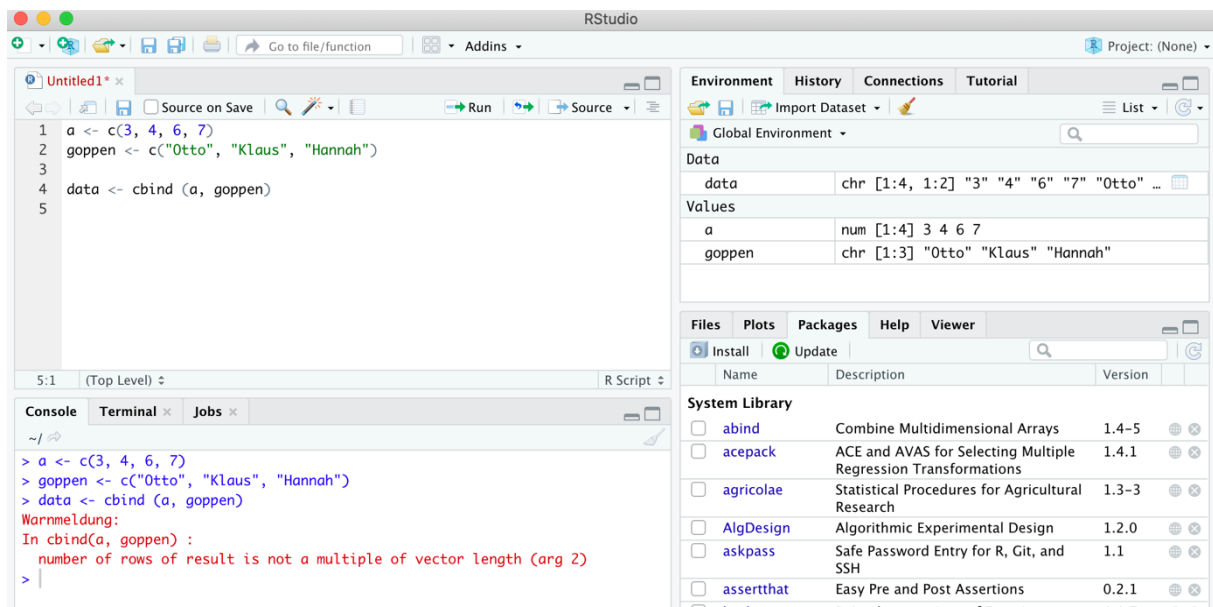 RStudio
Go to file/function
Addins
Project: (None)
Untitled1*
Source on Save
Run
Source
1 a <- c(3, 4, 6, 7)
2 goppen <- c("Otto", "Klaus", "Hannah")
3
4 data <- cbind (a, goppen)
5
5:1 (Top Level) R Script
Console Terminal Jobs
~/
> a <- c(3, 4, 6, 7)
> goppen <- c("Otto", "Klaus", "Hannah")
> data <- cbind (a, goppen)
Warnmeldung:
In cbind(a, goppen) :
number of rows of result is not a multiple of vector length (arg 2)
>
Environment History Connections Tutorial
Import Dataset List
Global Environment
Data
data chr [1:4, 1:2] "3" "4" "6" "7" "Otto" …
Values
a num [1:4] 3 4 6 7
goppen chr [1:3] "Otto" "Klaus" "Hannah"
Files Plots Packages Help Viewer
Install Update
Name Description Version
System Library
abind Combine Multidimensional Arrays 1.4-5
acepack ACE and AVAS for Selecting Multiple 1.4.1
Regression Transformations
agricolae Statistical Procedures for Agricultural 1.3-3
Research
AlgDesign Algorithmic Experimental Design 1.2.0
askpass Safe Password Entry for R, Git, and 1.1
SSH
assertthat Easy Pre and Post Assertions 0.2.1